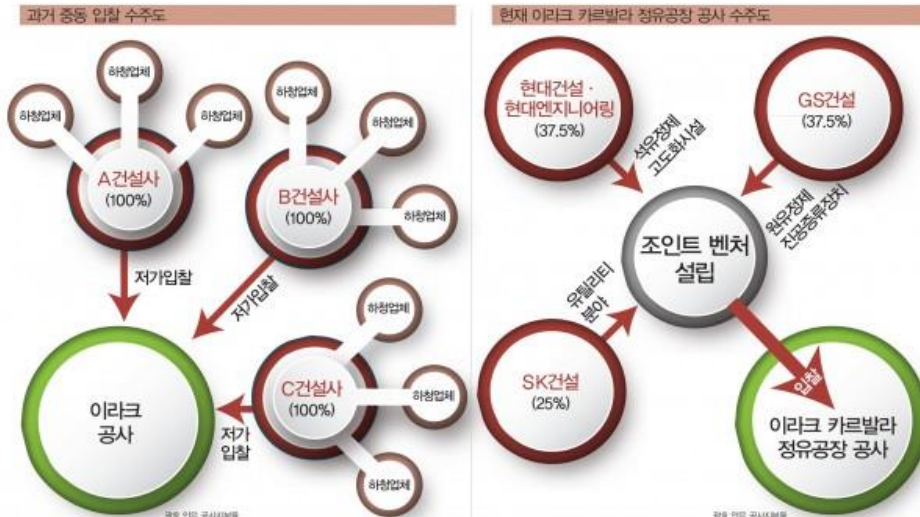 과거 중동 입찰 수주도
하청업체
하청업체
하청업체
A건설사
(100%)
하청업체
하청업체
하청업체
B건설사
(100%)
저가입찰
저가입찰
이라크
공사
하청업체
하청업체
하청업체
C건설사
(100%)
저가
입찰
현재 이라크 카르발라 정유공장 공사 수주도
현대건설 ·
현대엔지니어링
(37.5%)
석유정제
고도화시설
GS건설
(37.5%)
원유정제
진공증류장치
조인트 벤처
설립
유틸리티
분야
SK건설
(25%)
입찰
이라크 카르발라
정유공장 공사